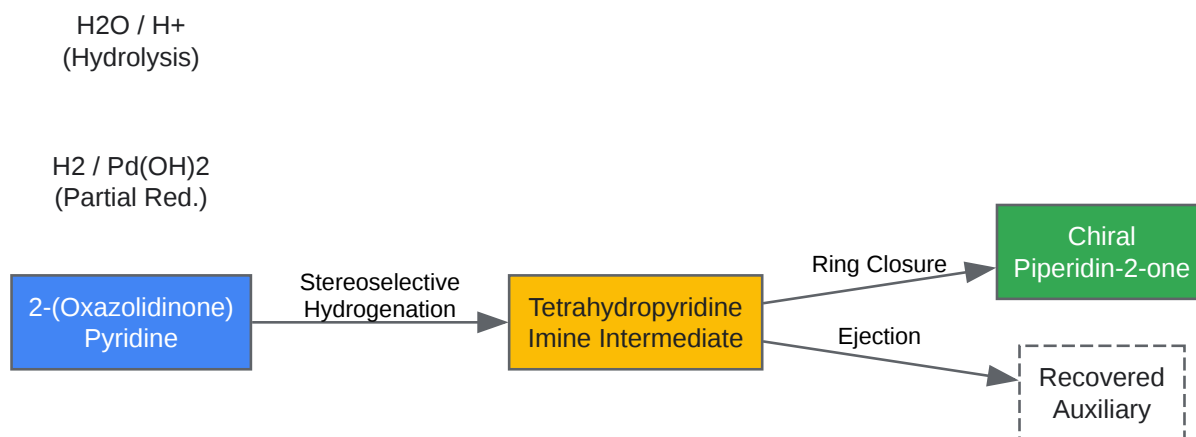 H2O / H+
(Hydrolysis)
H2 / Pd(OH)2
(Partial Red.)
2-(Oxazolidinone)
Pyridine
Stereoselective
Hydrogenation
Tetrahydropyridine
Imine Intermediate
Ring Closure
Ejection
Chiral
Piperidin-2-one
Recovered
Auxiliary